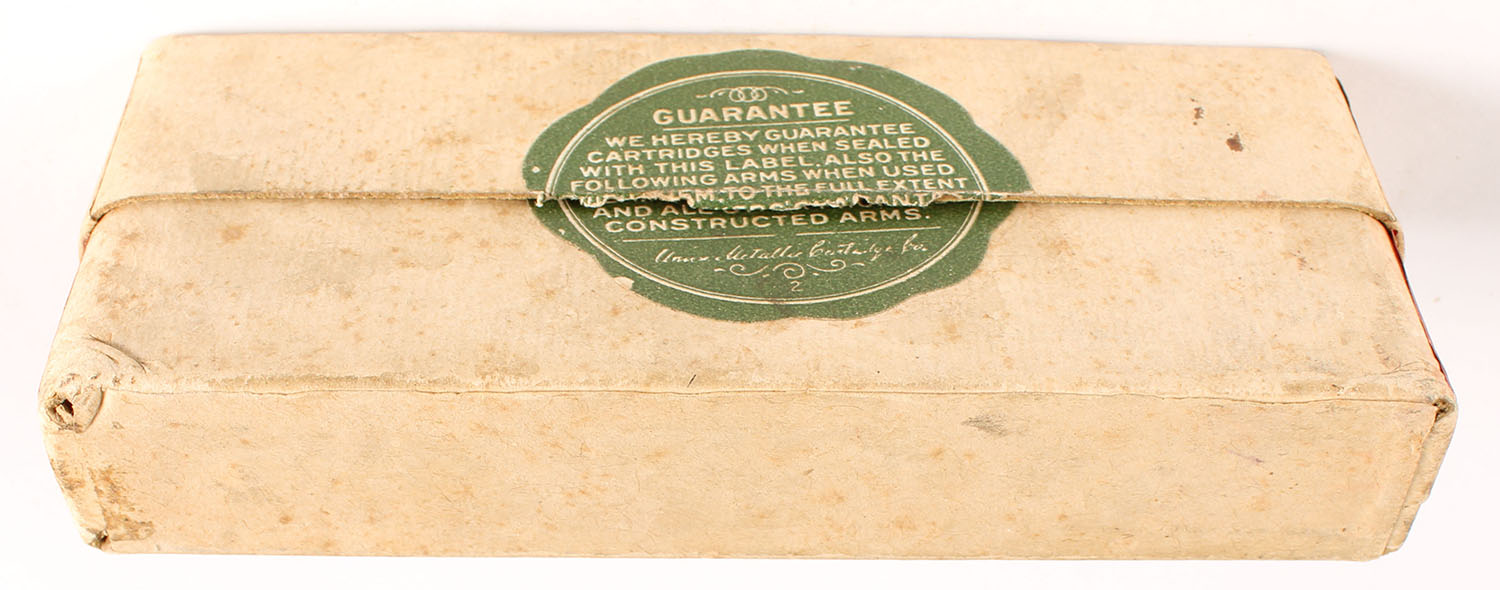 GUARANTEE
WE HEREBY GUARANTEE
CARTRIDGES WHEN SEALED
WITH THIS LABEL, ALSO THE
FOLLOWING ARMS WHEN USED
TO THE FULL EXTENT
AND ALL
CONSTRUCTED ARMS.
Union Metallic Cartridge Co.
2